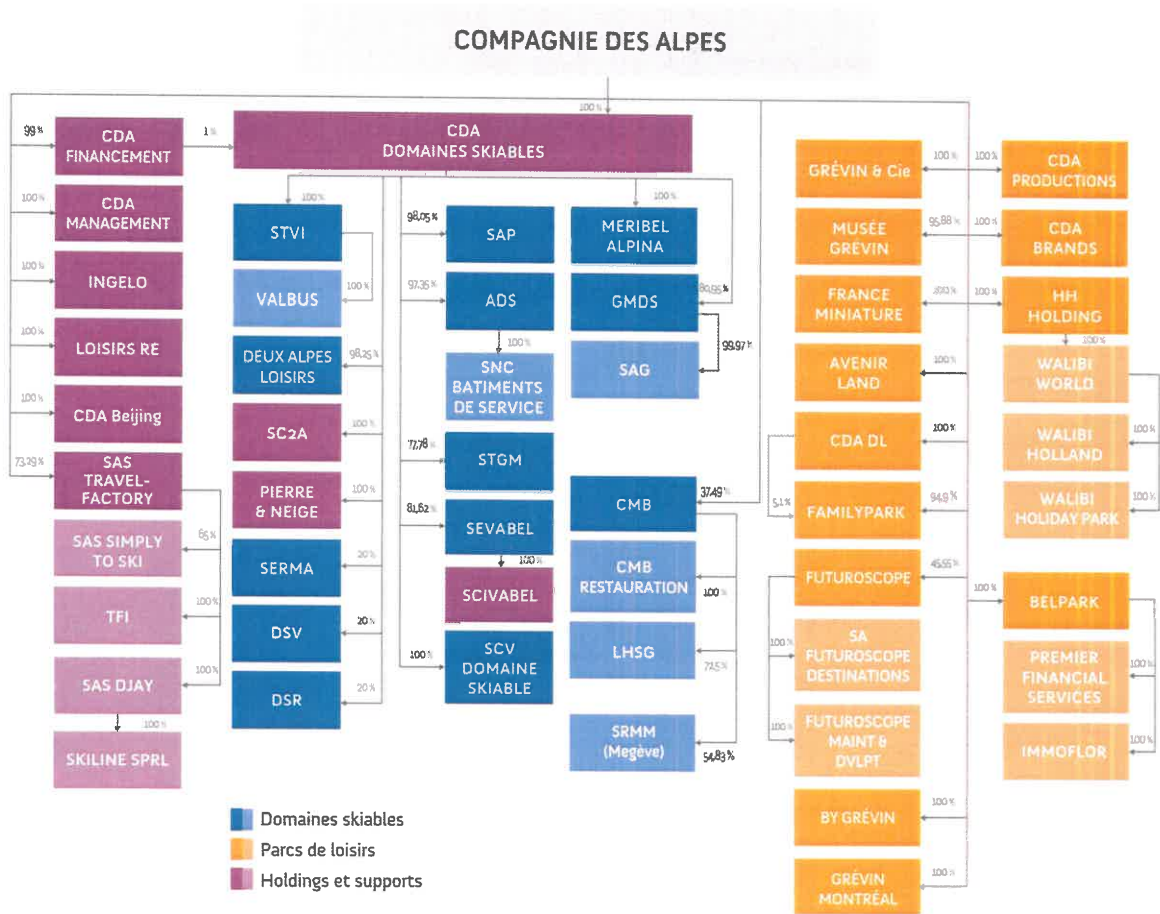 COMPAGNIE DES ALPES
100 %
99 %
CDA
FINANCEMENT
1 %
CDA
DOMAINES SKIABLES
100 %
CDA
MANAGEMENT
100 %
INGELO
100 %
LOISIRS RE
100 %
CDA Beijing
73,29 %
SAS
TRAVEL-
FACTORY
SAS SIMPLY
TO SKI
65 %
TFI
100 %
SAS DJAY
100 %
100 %
SKILINE SPRL
100 %
STVI
VALBUS
100 %
DEUX ALPES
LOISIRS
98,25 %
SC2A
100 %
PIERRE
& NEIGE
100 %
SERMA
20 %
DSV
20 %
DSR
20 %
98,05 %
SAP
97,35 %
ADS
100 %
SNC
BATIMENTS
DE SERVICE
77,78 %
STGM
81,62 %
SEVABEL
100 %
SCIVABEL
100 %
SCV
DOMAINE
SKIABLE
100 %
MERIBEL
ALPINA
GMDS
80,55 %
99,97 %
SAG
CMB
37,49 %
CMB
RESTAURATION
100 %
LHSG
77,5 %
SRMM
(Megève)
54,83 %
GRÉVIN & Cie
100 %
MUSÉE
GRÉVIN
95,88 %
FRANCE
MINIATURE
100 %
AVENIR
LAND
100 %
CDA DL
100 %
5,1 %
FAMILYPARK
94,9 %
FUTUROSCOPE
45,55 %
100 %
SA
FUTUROSCOPE
DESTINATIONS
100 %
FUTUROSCOPE
MAINT &
DVLPT
BY GRÉVIN
100 %
GRÉVIN
MONTRÉAL
100 %
100 %
CDA
PRODUCTIONS
100 %
CDA
BRANDS
100 %
HH
HOLDING
100 %
WALIBI
WORLD
WALIBI
HOLLAND
100 %
WALIBI
HOLIDAY PARK
100 %
100 %
BELPARK
PREMIER
FINANCIAL
SERVICES
100 %
IMMOFLOR
100 %
Domaines skiables
Parcs de loisirs
Holdings et supports